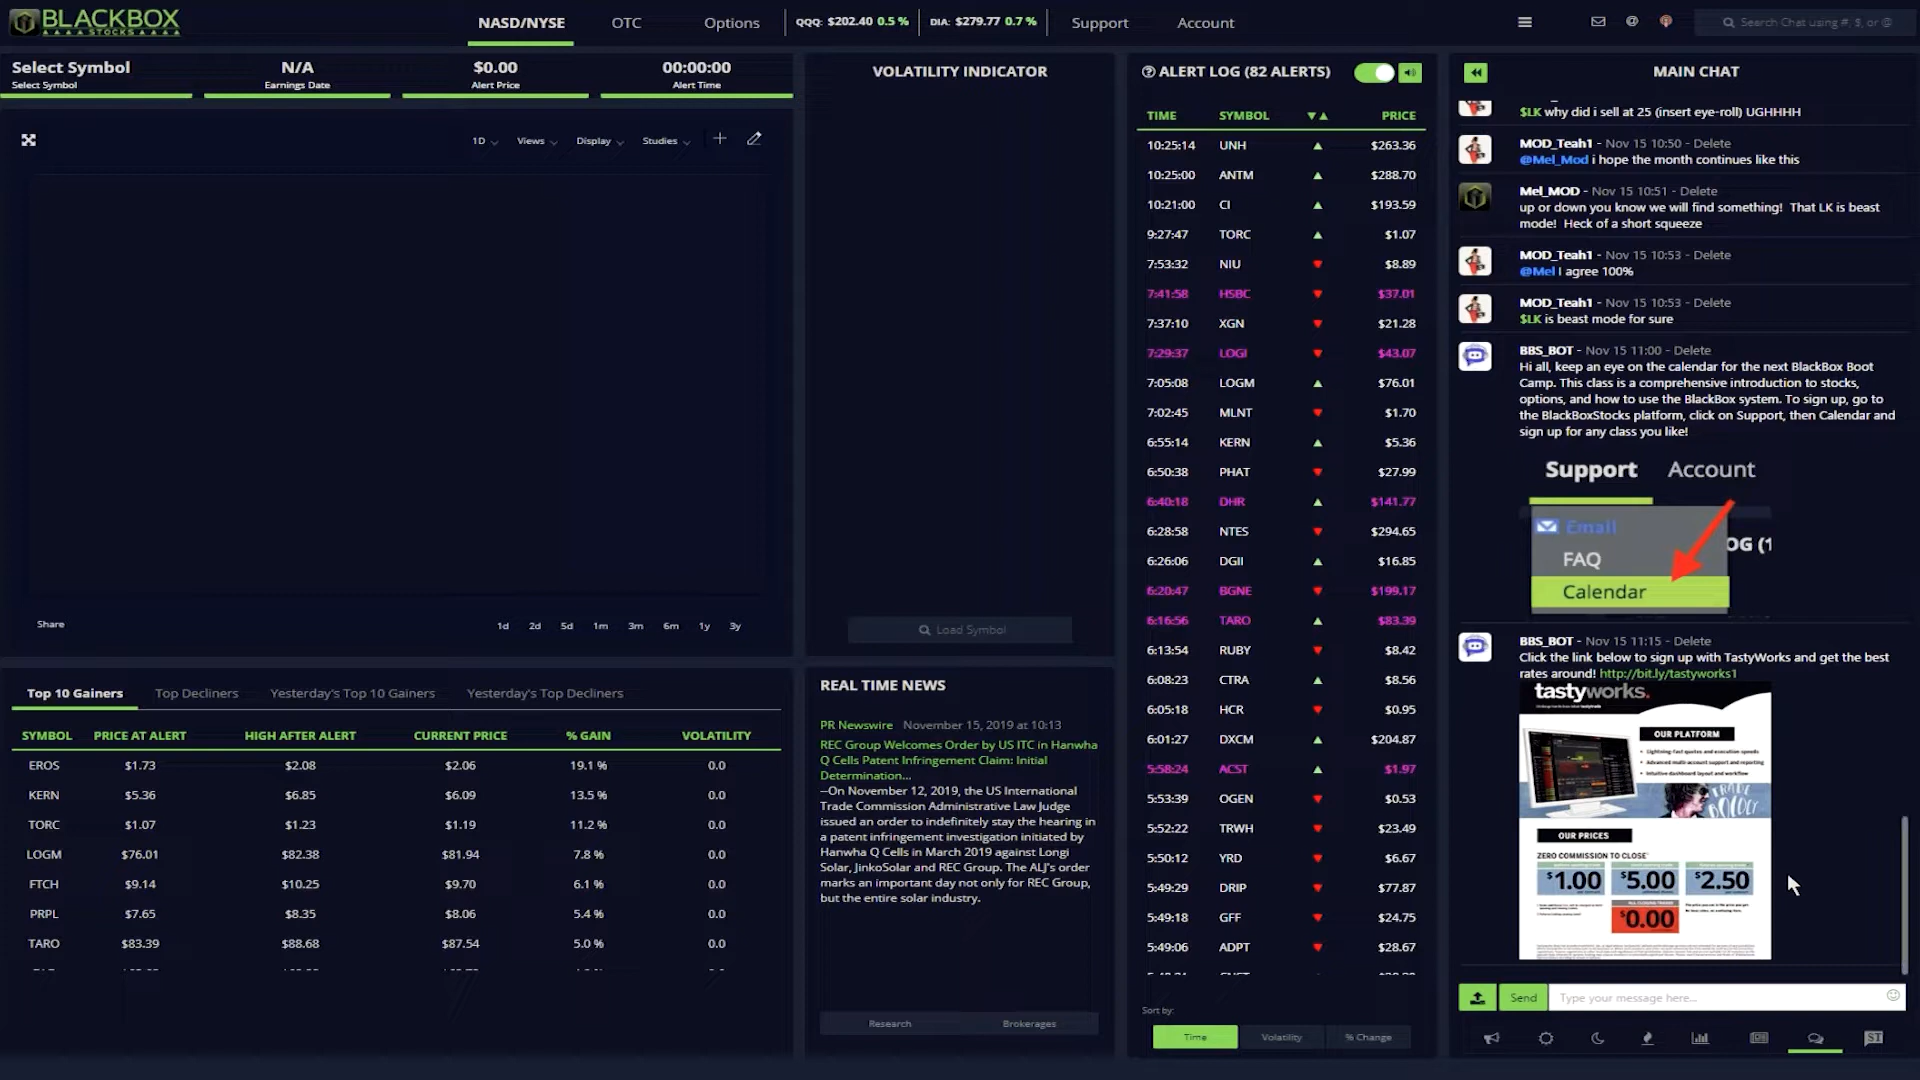 BLACKBOX
STOCKS
NASD/NYSE
OTC
Options
QQQ: $202.40 0.5 %
DIA: $279.77 0.7 %
Support
Account
Search Chat using #, $, or @
Select Symbol
Select Symbol
N/A
Earnings Date
$0.00
Alert Price
00:00:00
Alert Time
1D
Views
Display
Studies
Share
1d 2d 5d 1m 3m 6m 1y 3y
Top 10 Gainers
Top Decliners
Yesterday's Top 10 Gainers
Yesterday's Top Decliners
SYMBOL PRICE AT ALERT HIGH AFTER ALERT CURRENT PRICE % GAIN VOLATILITY
EROS $1.73 $2.08 $2.06 19.1 % 0.0
KERN $5.36 $6.85 $6.09 13.5 % 0.0
TORC $1.07 $1.23 $1.19 11.2 % 0.0
LOGM $76.01 $82.38 $81.94 7.8 % 0.0
FTCH $9.14 $10.25 $9.70 6.1 % 0.0
PRPL $7.65 $8.35 $8.06 5.4 % 0.0
TARO $83.39 $88.68 $87.54 5.0 % 0.0
VOLATILITY INDICATOR
Load Symbol
REAL TIME NEWS
PR Newswire November 15, 2019 at 10:13
REC Group Welcomes Order by US ITC in Hanwha
Q Cells Patent Infringement Claim: Initial
Determination...
--On November 12, 2019, the US International
Trade Commission Administrative Law Judge
issued an order to indefinitely stay the hearing in
a patent infringement investigation initiated by
Hanwha Q Cells in March 2019 against Longi
Solar, JinkoSolar and REC Group. The ALJ's order
marks an important day not only for REC Group,
but the entire solar industry.
Research
Brokerages
ALERT LOG (82 ALERTS)
TIME SYMBOL ▼▲ PRICE
10:25:14 UNH ▲ $263.36
10:25:00 ANTM ▲ $288.70
10:21:00 CI ▲ $193.59
9:27:47 TORC ▲ $1.07
7:53:32 NIU ▼ $8.89
7:41:58 HSBC ▼ $37.01
7:37:10 XGN ▼ $21.28
7:29:37 LOGI ▼ $43.07
7:05:08 LOGM ▲ $76.01
7:02:45 MLNT ▼ $1.70
6:55:14 KERN ▲ $5.36
6:50:38 PHAT ▼ $27.99
6:40:18 DHR ▲ $141.77
6:28:58 NTES ▼ $294.65
6:26:06 DGII ▲ $16.85
6:20:47 BGNE ▼ $199.17
6:16:56 TARO ▲ $83.39
6:13:54 RUBY ▼ $8.42
6:08:23 CTRA ▲ $8.56
6:05:18 HCR ▼ $0.95
6:01:27 DXCM ▲ $204.87
5:58:24 ACST ▲ $1.97
5:53:39 OGEN ▼ $0.53
5:52:22 TRWH ▼ $23.49
5:50:12 YRD ▼ $6.67
5:49:29 DRIP ▼ $77.87
5:49:18 GFF ▼ $24.75
5:49:06 ADPT ▼ $28.67
Sort by:
Time
Volatility
% Change
MAIN CHAT
$LK why did i sell at 25 (insert eye-roll) UGHHHH
MOD_Teah1 - Nov 15 10:50 - Delete
@Mel_Mod i hope the month continues like this
Mel_MOD - Nov 15 10:51 - Delete
up or down you know we will find something! That LK is beast
mode! Heck of a short squeeze
MOD_Teah1 - Nov 15 10:53 - Delete
@Mel I agree 100%
MOD_Teah1 - Nov 15 10:53 - Delete
$LK is beast mode for sure
BBS_BOT - Nov 15 11:00 - Delete
Hi all, keep an eye on the calendar for the next BlackBox Boot
Camp. This class is a comprehensive introduction to stocks,
options, and how to use the BlackBox system. To sign up, go to
the BlackBoxStocks platform, click on Support, then Calendar and
sign up for any class you like!
Support Account
Email
FAQ
OG (1
Calendar
BBS_BOT - Nov 15 11:15 - Delete
Click the link below to sign up with TastyWorks and get the best
rates around! http://bit.ly/tastyworks1
tastyworks.
OUR PLATFORM
Lightning-fast quotes and execution speeds
Advanced multi-account support and reporting
Intuitive dashboard layout and workflow
TRADE
BOLOGY
OUR PRICES
ZERO COMMISSION TO CLOSE
$1.00 $5.00 $2.50
$0.00
Send
Type your message here...
ST